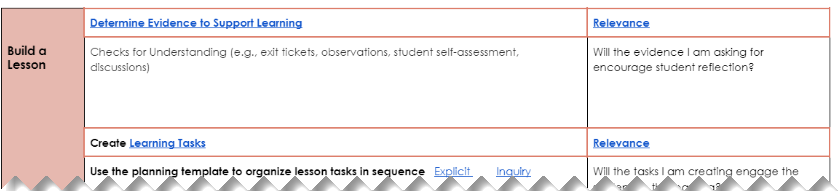 Determine Evidence to Support Learning
Relevance
Build a
Lesson
Checks for Understanding (e.g., exit tickets, observations, student self-assessment,
discussions)
Will the evidence I am asking for
encourage student reflection?
Create Learning Tasks
Relevance
Use the planning template to organize lesson tasks in sequence Explicit Inquiry
Will the tasks I am creating engage the